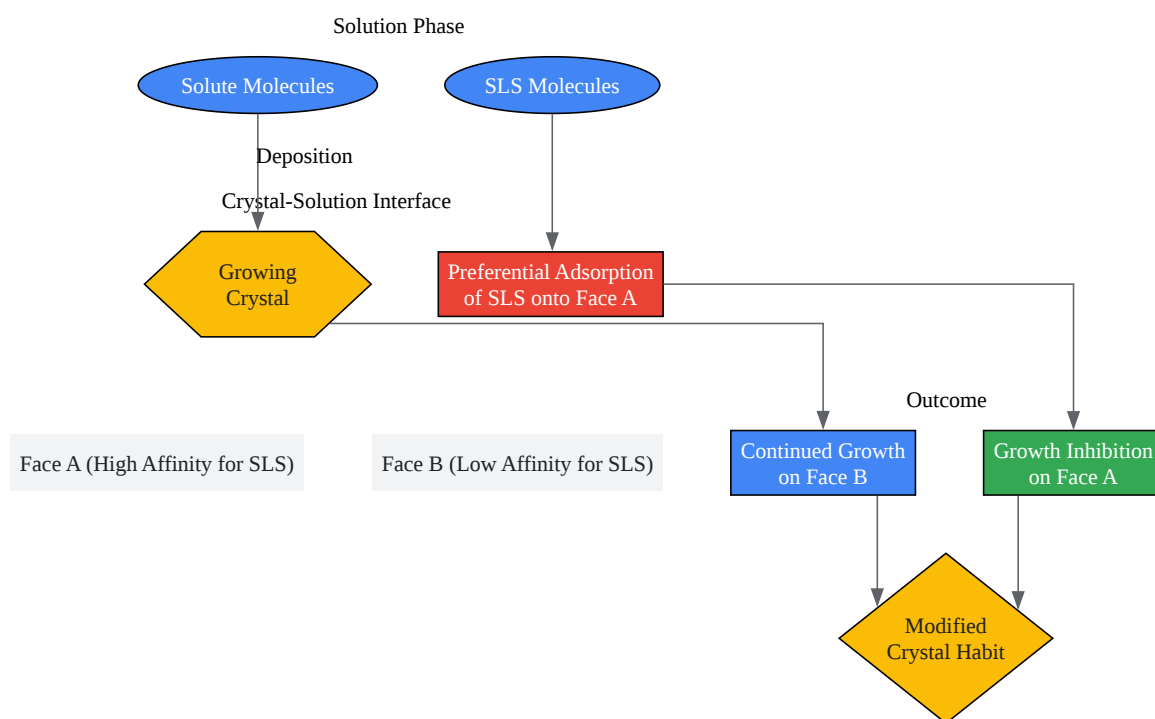 Solution Phase
Solute Molecules
SLS Molecules
Deposition
Crystal-Solution Interface
Growing
Crystal
Preferential Adsorption
of SLS onto Face A
Outcome
Face A (High Affinity for SLS)
Face B (Low Affinity for SLS)
Continued Growth
on Face B
Growth Inhibition
on Face A
Modified
Crystal Habit